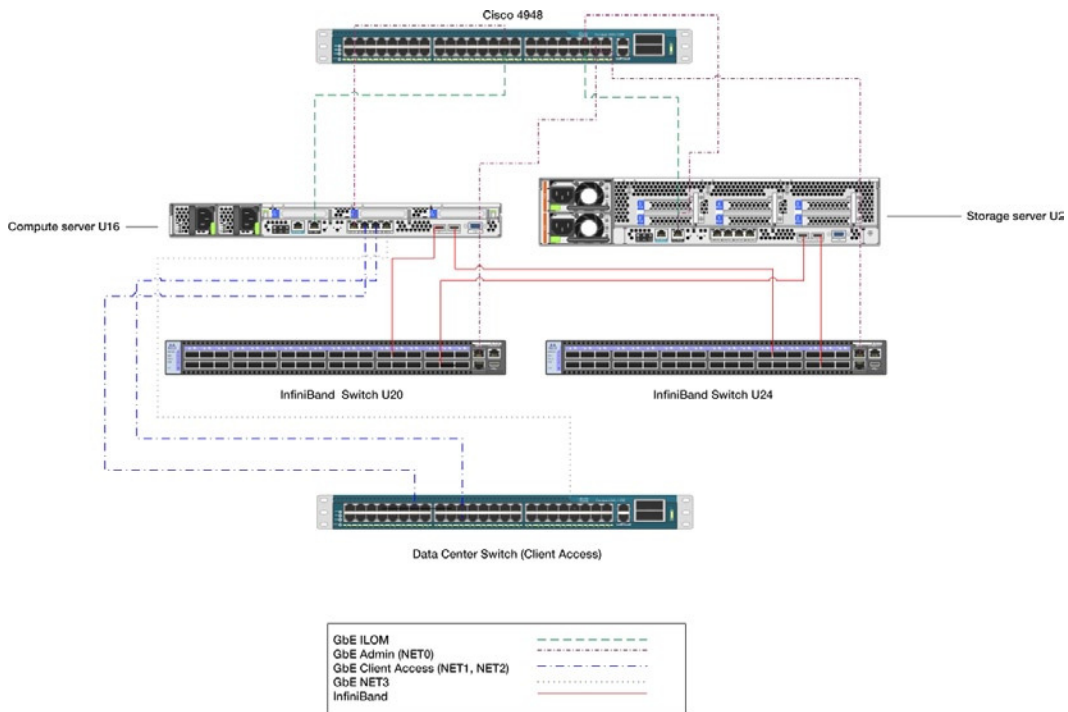 Cisco 4948
Compute server U16
Storage server U2
InfiniBand Switch U20
InfiniBand Switch U24
Data Center Switch (Client Access)
GbE ILOM
GbE Admin (NET0)
GbE Client Access (NET1, NET2)
GbE NET3
InfiniBand